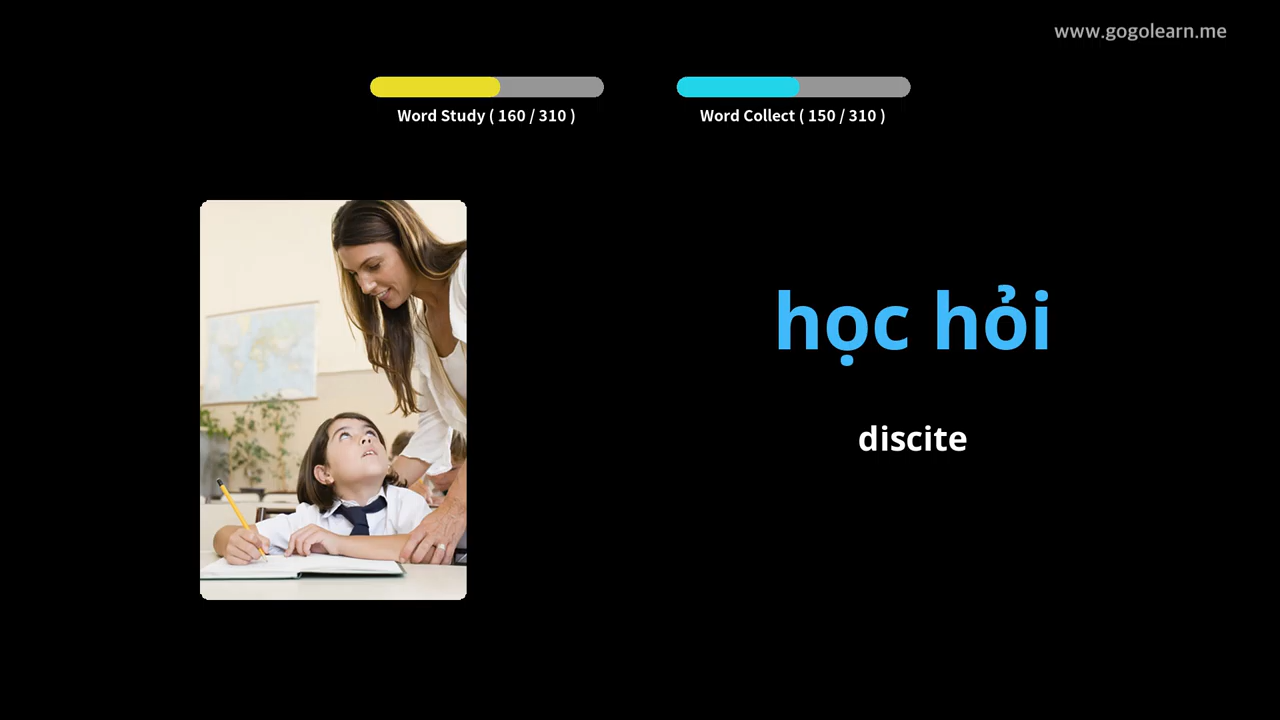 www.gogolearn.me
Word Study ( 160 / 310 )
Word Collect ( 150 / 310 )
học hỏi
discite